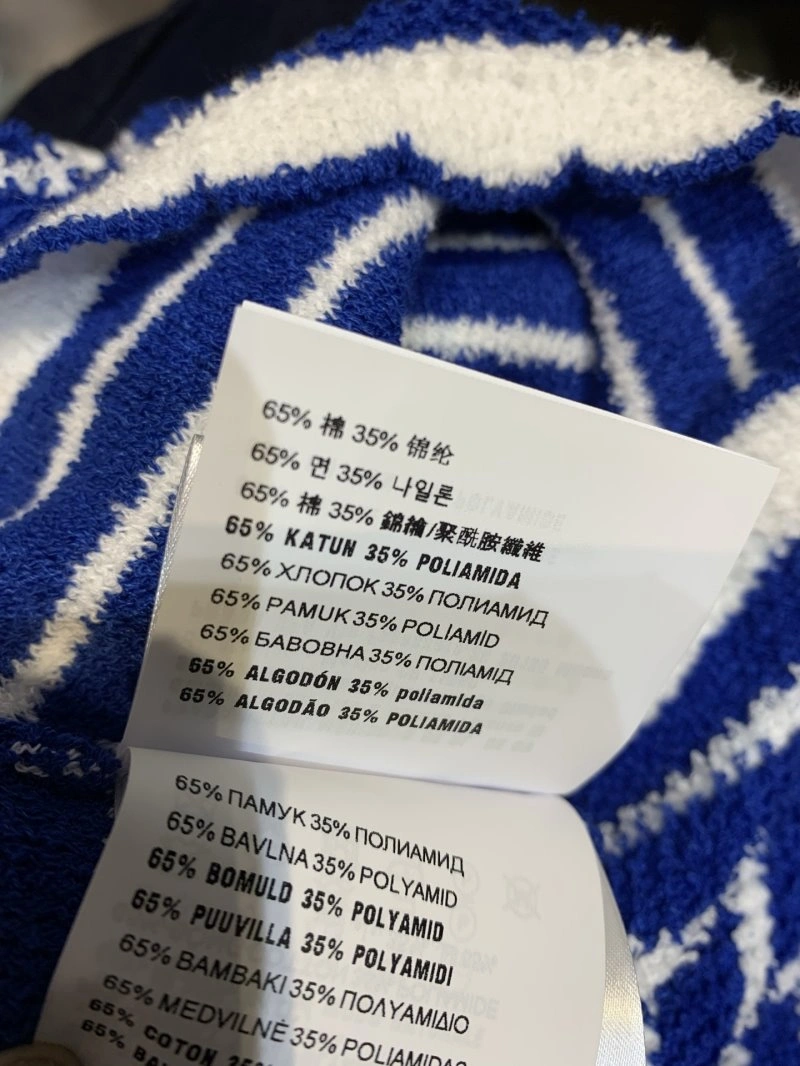 65% 棉 35% 锦纶
65% 면 35% 나일론
65% 棉 35% 錦綸/聚酰胺纖維
65% KATUN 35% POLIAMIDA
65% ХЛОПОК 35% ПОЛИАМИД
65% PAMUK 35% POLİAMİD
65% БАВОВНА 35% ПОЛІАМІД
65% ALGODÓN 35% poliamida
65% ALGODÃO 35% POLIAMIDA
65% ПАМУК 35% ПОЛИАМИД
65% BAVLNA 35% POLYAMID
65% BOMULD 35% POLYAMID
65% PUUVILLA 35% POLYAMIDI
65% BAMBAKI 35% ΠΟΛΥΑΜΙΔΙΟ
65% MEDVILNĖ 35% POLIAMIDAS
65% COTON 35%
65%